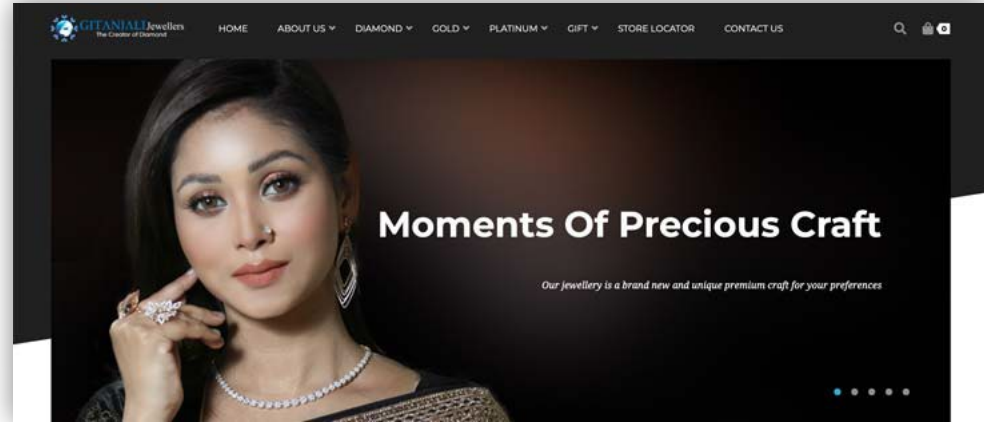 GITANJALI Jewellers
The Creator of Diamond
HOME ABOUT US DIAMOND GOLD PLATINUM GIFT STORE LOCATOR CONTACT US 0
Moments Of Precious Craft
Our jewellery is a brand new and unique premium craft for your preferences